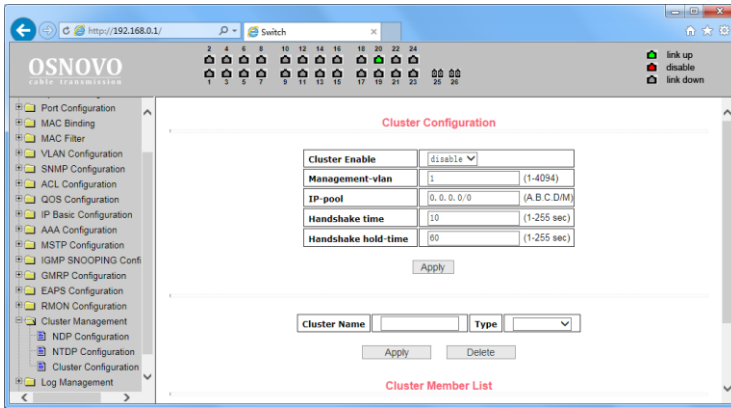 http://192.168.0.1/
Switch
OSNOVO
cable transmission
2 4 6 8 10 12 14 16 18 20 22 24
1 3 5 7 9 11 13 15 17 19 21 23 25 26
link up
disable
link down
Port Configuration
MAC Binding
MAC Filter
VLAN Configuration
SNMP Configuration
ACL Configuration
QOS Configuration
IP Basic Configuration
AAA Configuration
MSTP Configuration
IGMP SNOOPING Confi
GMRP Configuration
EAPS Configuration
RMON Configuration
Cluster Management
NDP Configuration
NTDP Configuration
Cluster Configuration
Log Management
Cluster Configuration
Cluster Enable disable
Management-vlan 1 (1-4094)
IP-pool 0.0.0.0/0 (A.B.C.D/M)
Handshake time 10 (1-255 sec)
Handshake hold-time 60 (1-255 sec)
Apply
Cluster Name Type
Apply Delete
Cluster Member List